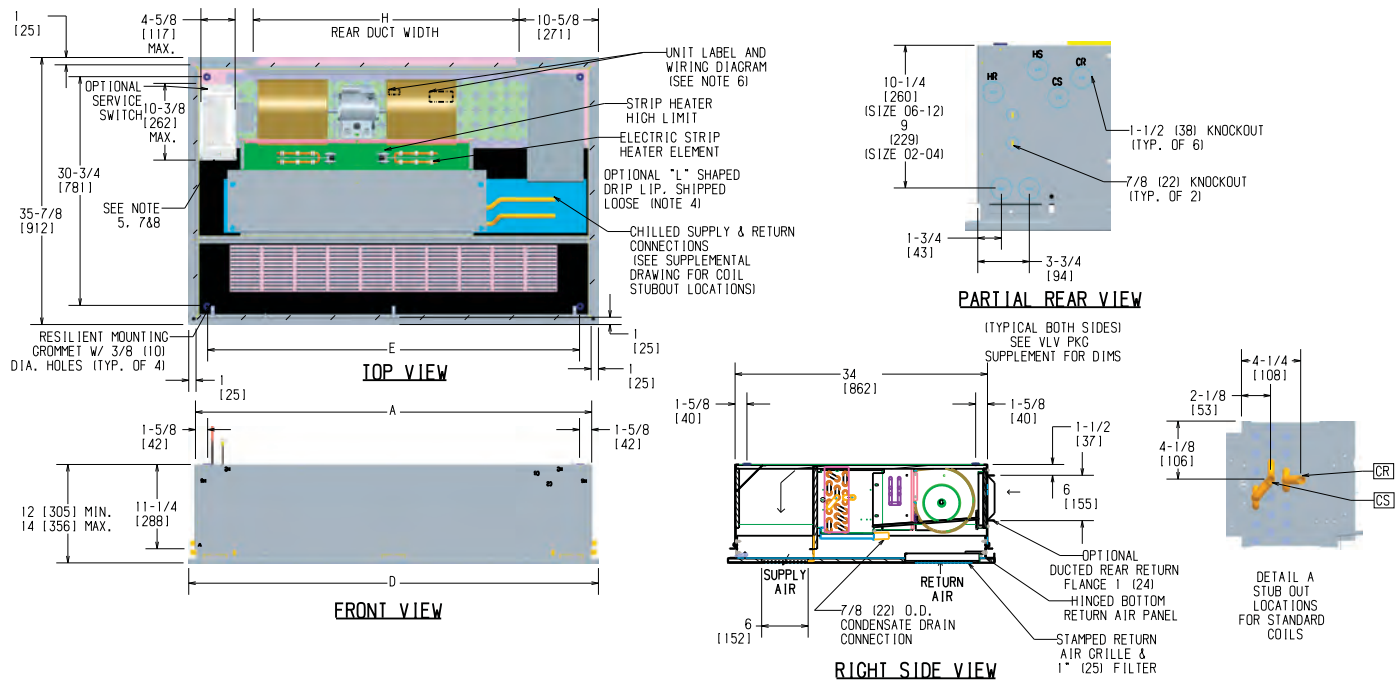 1
[25]
4-5/8
[117]
MAX.
H
REAR DUCT WIDTH
10-5/8
[271]
UNIT LABEL AND
WIRING DIAGRAM
(SEE NOTE 6)
OPTIONAL
SERVICE
SWITCH
10-3/8
[262]
MAX.
STRIP HEATER
HIGH LIMIT
ELECTRIC STRIP
HEATER ELEMENT
30-3/4
[781]
35-7/8
[912]
SEE NOTE
5, 7&8
OPTIONAL "L" SHAPED
DRIP LIP. SHIPPED
LOOSE (NOTE 4)
CHILLED SUPPLY & RETURN
CONNECTIONS
(SEE SUPPLEMENTAL
DRAWING FOR COIL
STUBOUT LOCATIONS)
RESILIENT MOUNTING
GROMMET W/ 3/8 (10)
DIA. HOLES (TYP. OF 4)
E
1
[25]
1
[25]
1
[25]
TOP VIEW
10-1/4
[260]
(SIZE 06-12)
9
(229)
(SIZE 02-04)
HS
CR
HR
CS
1-1/2 (38) KNOCKOUT
(TYP. OF 6)
7/8 (22) KNOCKOUT
(TYP. OF 2)
1-3/4
[43]
3-3/4
[94]
PARTIAL REAR VIEW
(TYPICAL BOTH SIDES)
SEE VLV PKG
SUPPLEMENT FOR DIMS
A
1-5/8
[42]
1-5/8
[42]
12 [305] MIN.
14 [356] MAX.
11-1/4
[288]
D
FRONT VIEW
34
[862]
1-5/8
[40]
1-5/8
[40]
1-1/2
[37]
6
[155]
SUPPLY
AIR
RETURN
AIR
6
[152]
7/8 (22) O.D.
CONDENSATE DRAIN
CONNECTION
OPTIONAL
DUCTED REAR RETURN
FLANGE 1 (24)
HINGED BOTTOM
RETURN AIR PANEL
STAMPED RETURN
AIR GRILLE &
1" (25) FILTER
RIGHT SIDE VIEW
4-1/4
[108]
2-1/8
[53]
4-1/8
[106]
CR
CS
DETAIL A
STUB OUT
LOCATIONS
FOR STANDARD
COILS